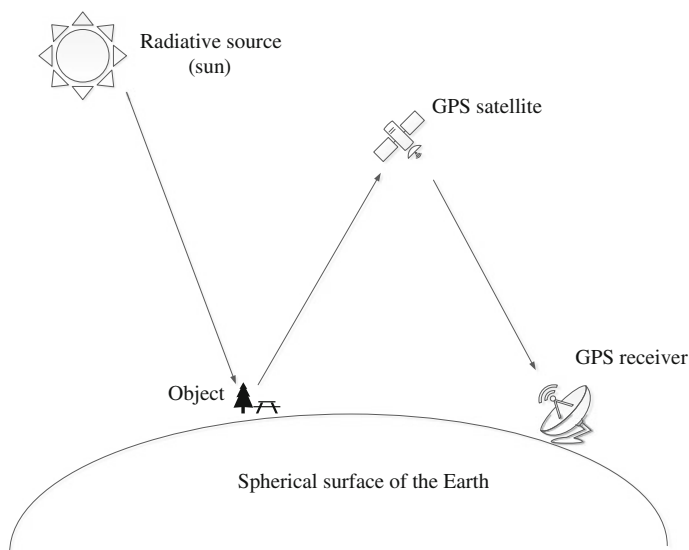 Radiative source
(sun)
GPS satellite
GPS receiver
Object
Spherical surface of the Earth